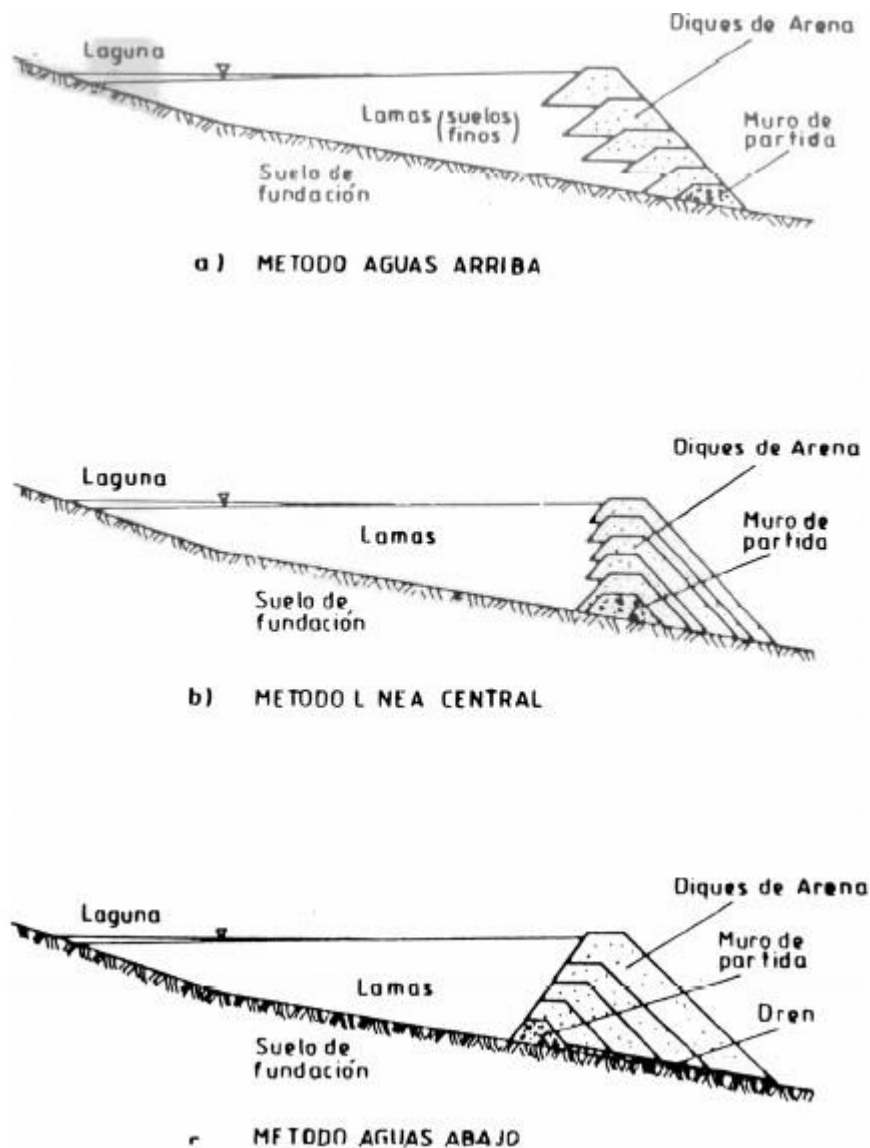 Diques de Arena
Laguna
Lamas (suelos finos)
Muro de
partida
Suelo de
fundación
a) METODO AGUAS ARRIBA
Diques de Arena
Laguna
Muro de
partida
Lamas
Suelo de
fundación
b) METODO L NEA CENTRAL
Diques de Arena
Laguna
Muro de
partida
Lamas
Dren
Suelo de
fundación
METODO AGUAS ABAJO